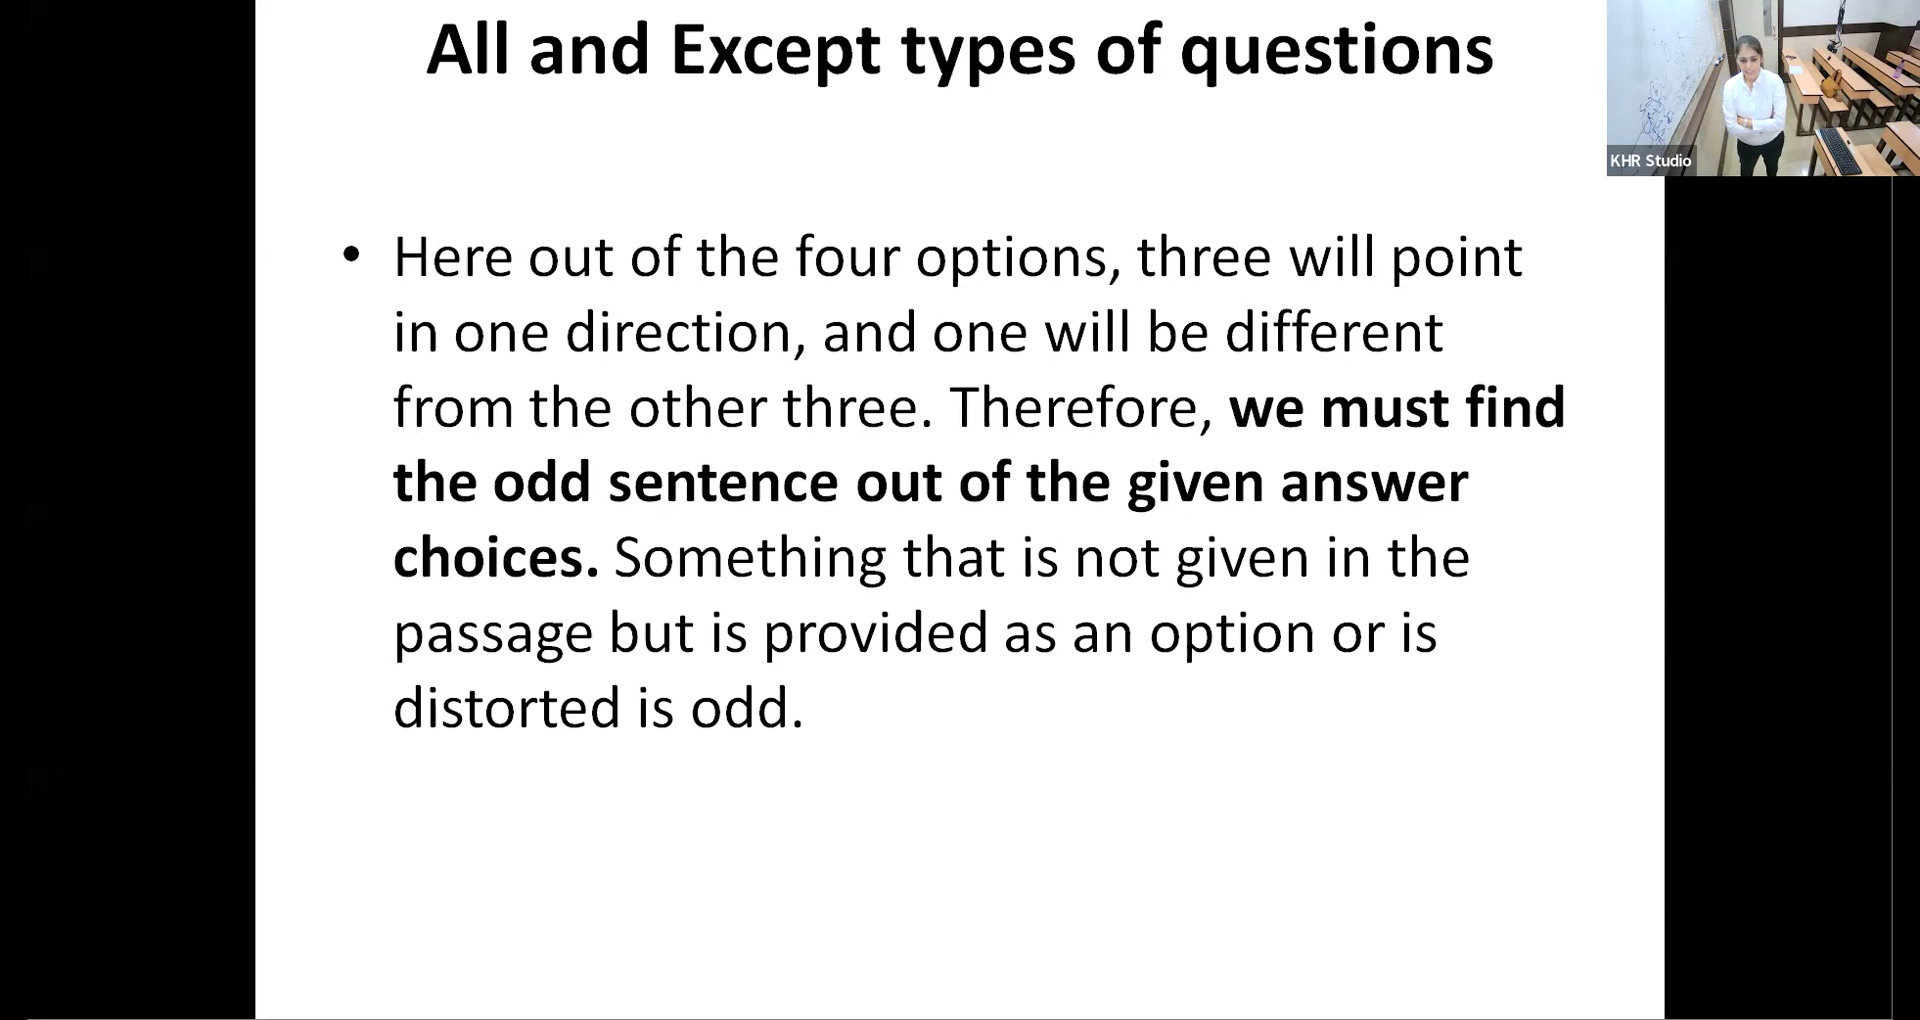 All and Except types of questions
KHR Studio
• Here out of the four options, three will point
in one direction, and one will be different
from the other three. Therefore, we must find
the odd sentence out of the given answer
choices. Something that is not given in the
passage but is provided as an option or is
distorted is odd.